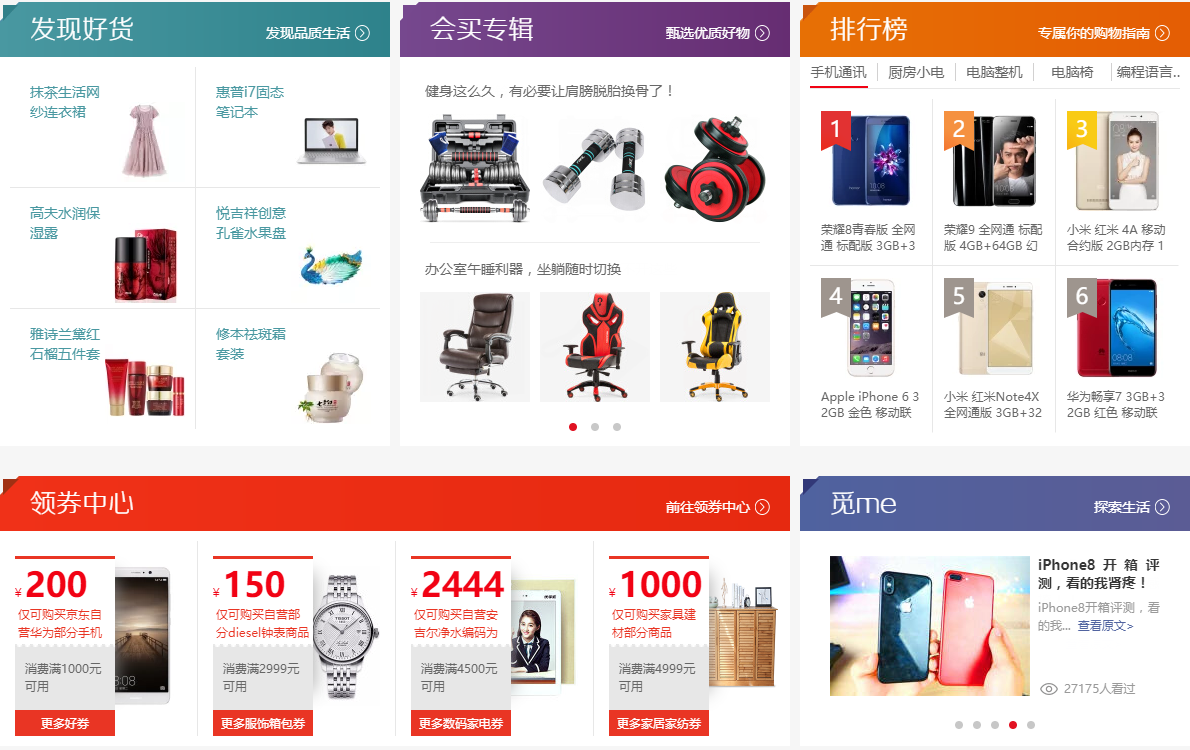 发现好货
发现品质生活
抹茶生活网
纱连衣裙
惠普i7固态
笔记本
高夫水润保
湿露
悦吉祥创意
孔雀水果盘
雅诗兰黛红
石榴五件套
修本祛斑霜
套装
会买专辑
甄选优质好物
健身这么久，有必要让肩膀脱胎换骨了！
办公室午睡利器，坐躺随时切换
排行榜
专属你的购物指南
手机通讯 厨房小电 电脑整机 电脑椅 编程语言..
1
荣耀8青春版 全网
通 标配版 3GB+3
2
荣耀9 全网通 标配
版 4GB+64GB 幻
3
小米 红米 4A 移动
合约版 2GB内存 1
4
Apple iPhone 6 3
2GB 金色 移动联
5
小米 红米Note4X
全网通版 3GB+32
6
华为畅享7 3GB+3
2GB 红色 移动联
领券中心
前往领券中心
¥200
仅可购买京东自
营华为部分手机
消费满1000元
可用
更多好券
¥150
仅可购买自营部
分diesel钟表商品
消费满2999元
可用
更多服饰箱包券
¥2444
仅可购买自营安
吉尔净水编码为
消费满4500元
可用
更多数码家电券
¥1000
仅可购买家具建
材部分商品
消费满4999元
可用
更多家居家纺券
觅me
探索生活
iPhone8开箱评
测，看的我肾疼！
iPhone8开箱评测，看
的我... 查看原文>
27175人看过